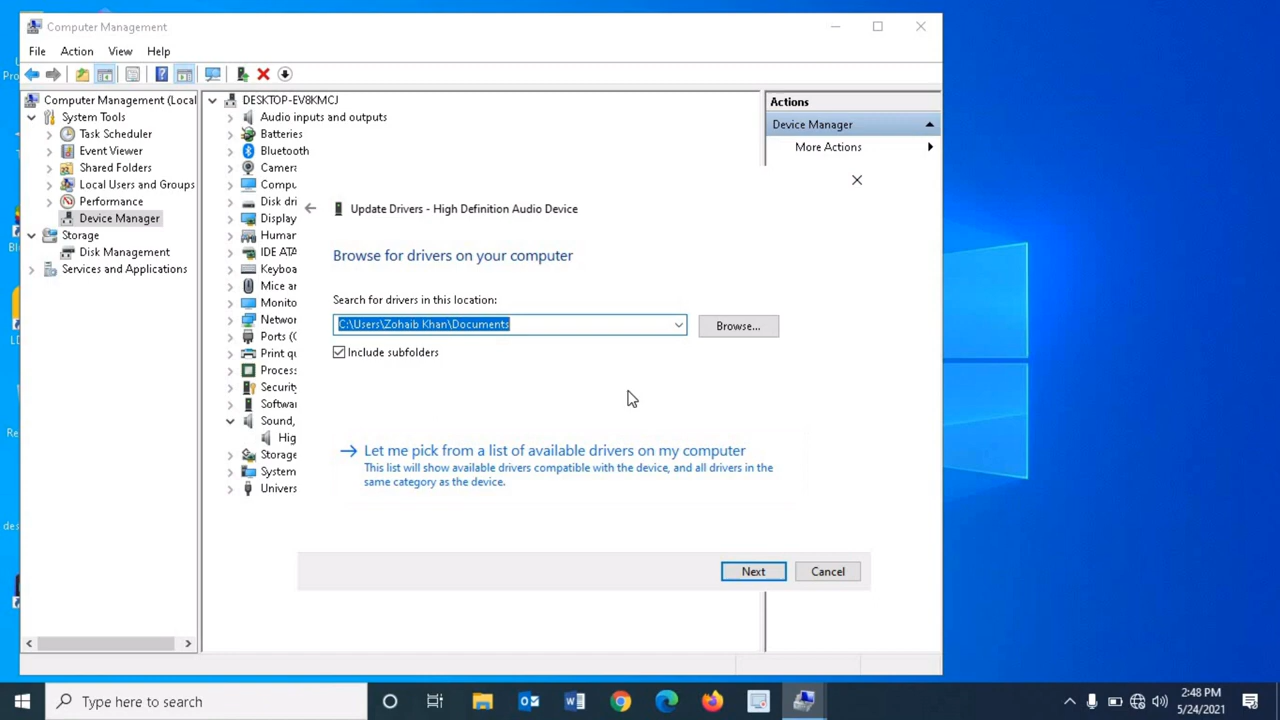 Computer Management
File Action View Help
Computer Management (Local
System Tools
Task Scheduler
Event Viewer
Shared Folders
Local Users and Groups
Performance
Device Manager
Storage
Disk Management
Services and Applications
DESKTOP-EV8KMCJ
Audio inputs and outputs
Batteries
Bluetooth
Camera
Compu
Disk dri
Display
Human
IDE ATA
Keyboa
Mice ar
Monito
Networ
Ports (C
Print qu
Process
Security
Softwa
Sound,
Hig
Storage
System
Univers
Actions
Device Manager
More Actions
Update Drivers - High Definition Audio Device
Browse for drivers on your computer
Search for drivers in this location:
C:\Users\Zohaib Khan\Documents
Browse...
Include subfolders
Let me pick from a list of available drivers on my computer
This list will show available drivers compatible with the device, and all drivers in the
same category as the device.
Next Cancel
Type here to search
2:48 PM
5/24/2021